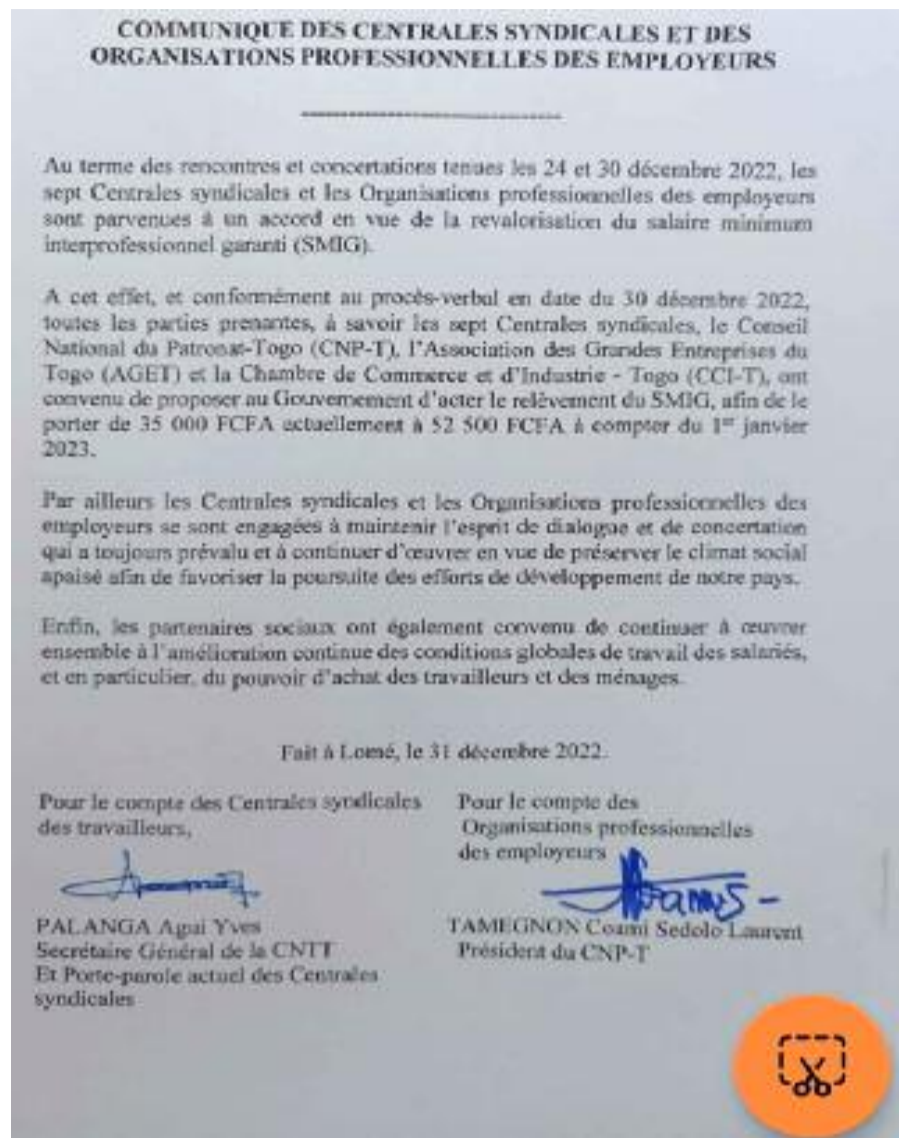 COMMUNIQUE DES CENTRALES SYNDICALES ET DES
ORGANISATIONS PROFESSIONNELLES DES EMPLOYEURS
Au terme des rencontres et concertations tenues les 24 et 30 décembre 2022, les
sept Centrales syndicales et les Organisations professionnelles des employeurs
sont parvenues à un accord en vue de la revalorisation du salaire minimum
interprofessionnel garanti (SMIG).
A cet effet, et conformément au procès-verbal en date du 30 décembre 2022,
toutes les parties prenantes, à savoir les sept Centrales syndicales, le Conseil
National du Patronat-Togo (CNP-T), l'Association des Grandes Entreprises du
Togo (AGET) et la Chambre de Commerce et d'Industrie - Togo (CCI-T), ont
convenu de proposer au Gouvernement d'acter le relèvement du SMIG, afin de le
porter de 35 000 FCFA actuellement à 52 500 FCFA à compter du 1er janvier
2023.
Par ailleurs les Centrales syndicales et les Organisations professionnelles des
employeurs se sont engagées à maintenir l'esprit de dialogue et de concertation
qui a toujours prévalu et à continuer d'œuvrer en vue de préserver le climat social
apaisé afin de favoriser la poursuite des efforts de développement de notre pays.
Enfin, les partenaires sociaux ont également convenu de continuer à œuvrer
ensemble à l'amélioration continue des conditions globales de travail des salariés,
et en particulier, du pouvoir d'achat des travailleurs et des ménages.
Fait à Lomé, le 31 décembre 2022.
Pour le compte des Centrales syndicales
des travailleurs,
PALANGA Agui Yves
Secrétaire Général de la CNTT
Et Porte-parole actuel des Centrales
syndicales
Pour le compte des
Organisations professionnelles
des employeurs
TAMEGNON Coami Sedolo Laurent
Président du CNP-T